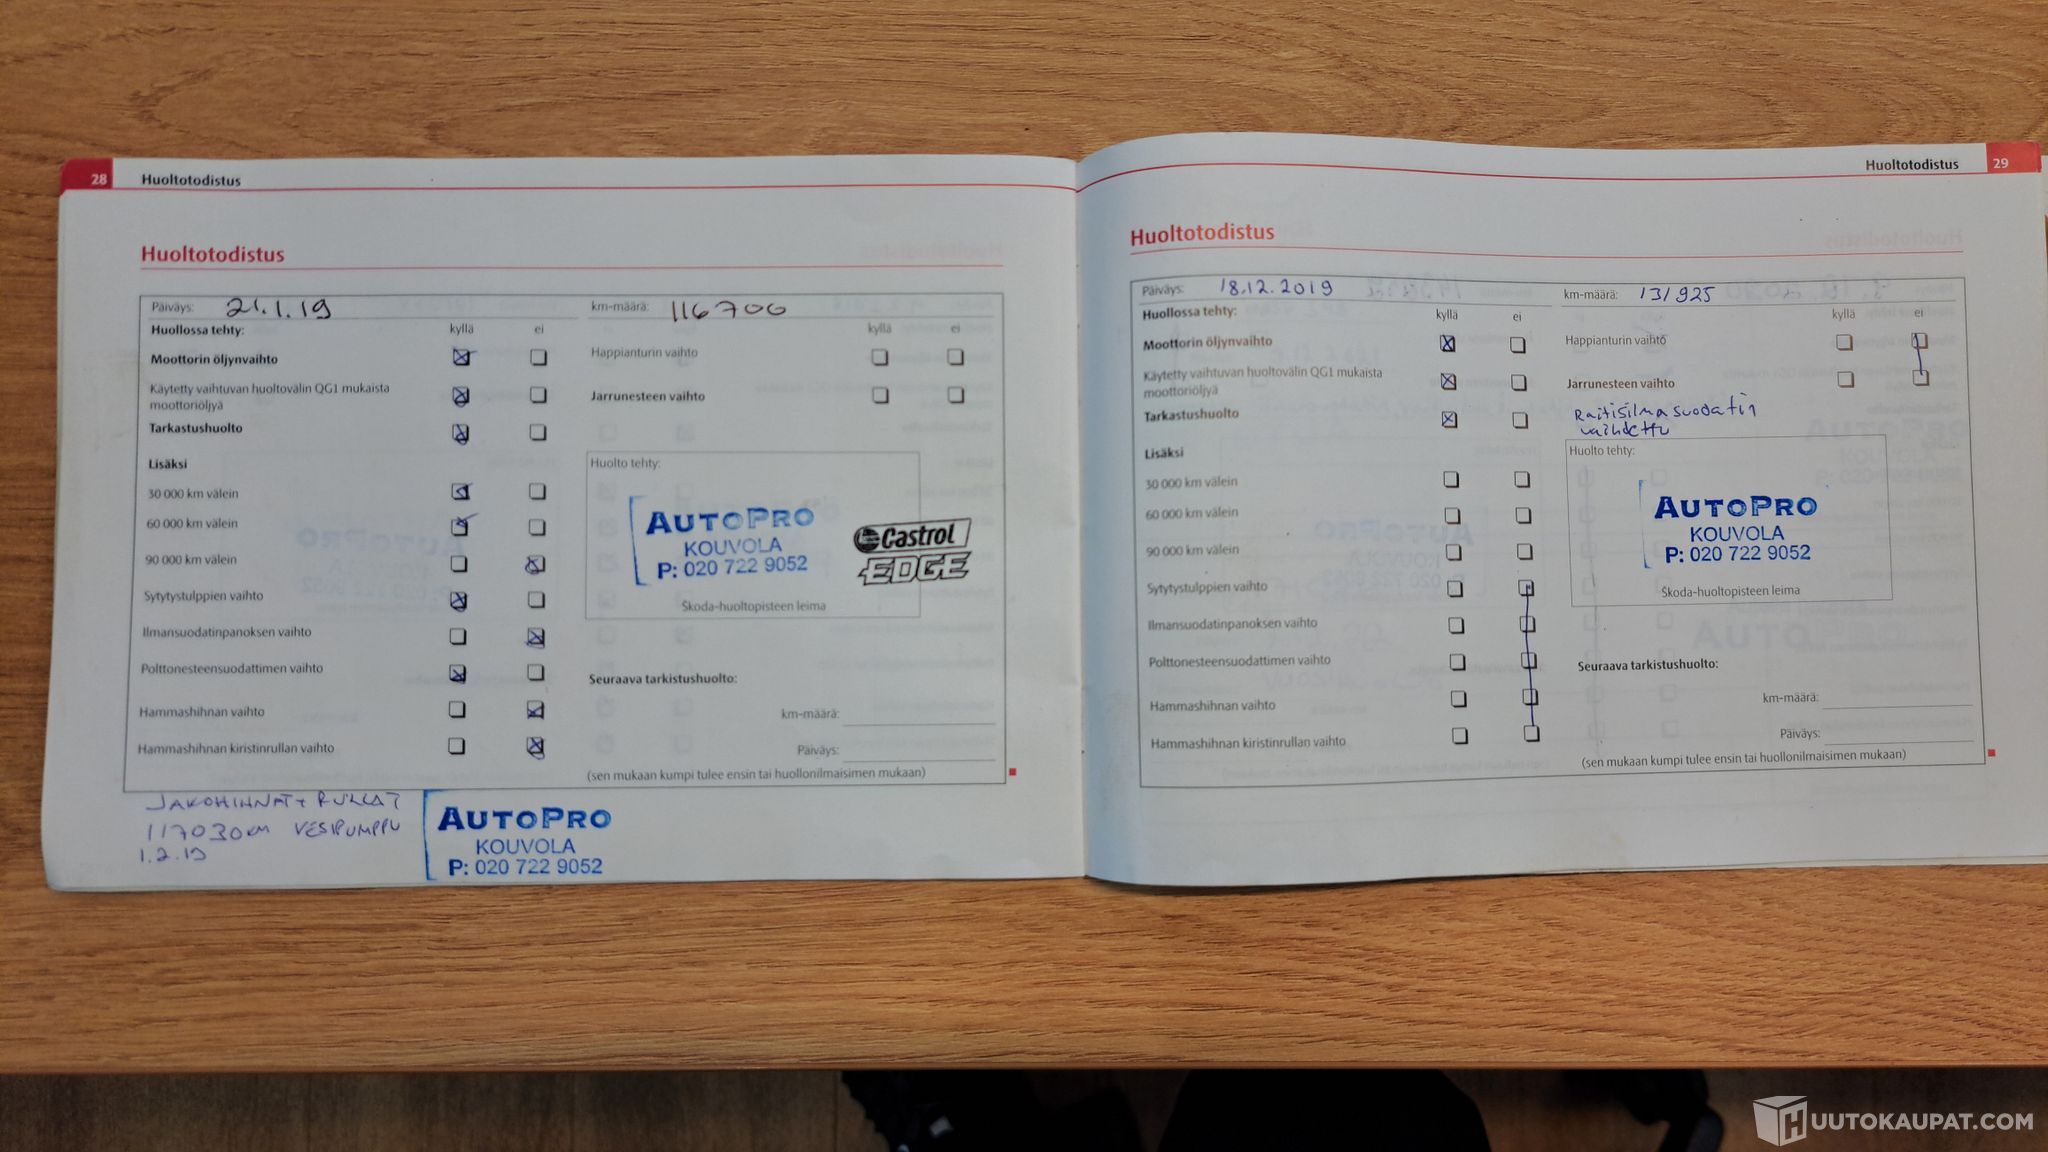 28 Huoltotodistus
Huoltotodistus
Päiväys: 21.1.19 km-määrä: 116700
Huollossa tehty: kyllä ei kyllä ei
Moottorin öljynvaihto Happianturin vaihto
Käytetty vaihtuvan huoltovälin QG1 mukaista
moottoriöljyä Jarrunesteen vaihto
Tarkastushuolto
Lisäksi Huolto tehty:
30 000 km välein
60 000 km välein
90 000 km välein
Sytytystulppien vaihto
Ilmansuodatinpanoksen vaihto
Polttonesteensuodattimen vaihto
Hammashihnan vaihto
Hammashihnan kiristinrullan vaihto
AUTOPRO
KOUVOLA
P: 020 722 9052
Castrol
EDGE
Škoda-huoltopisteen leima
Seuraava tarkistushuolto:
km-määrä:
Päiväys:
(sen mukaan kumpi tulee ensin tai huollonilmaisimen mukaan)
JAKOHIHNAT + RULLAT
117030km VESIPUMPPU
1.2.19
AUTOPRO
KOUVOLA
P: 020 722 9052
Huoltotodistus 29
Huoltotodistus
Päiväys: 18.12.2019 km-määrä: 131925
Huollossa tehty: kyllä ei kyllä ei
Moottorin öljynvaihto Happianturin vaihto
Käytetty vaihtuvan huoltovälin QG1 mukaista
moottoriöljyä Jarrunesteen vaihto
Tarkastushuolto Raitisilmasuodatin
vaihdettu
Lisäksi Huolto tehty:
30 000 km välein
60 000 km välein
90 000 km välein
Sytytystulppien vaihto
Ilmansuodatinpanoksen vaihto
Polttonesteensuodattimen vaihto
Hammashihnan vaihto
Hammashihnan kiristinrullan vaihto
AUTOPRO
KOUVOLA
P: 020 722 9052
Škoda-huoltopisteen leima
Seuraava tarkistushuolto:
km-määrä:
Päiväys:
(sen mukaan kumpi tulee ensin tai huollonilmaisimen mukaan)
HUUTOKAUPAT.COM